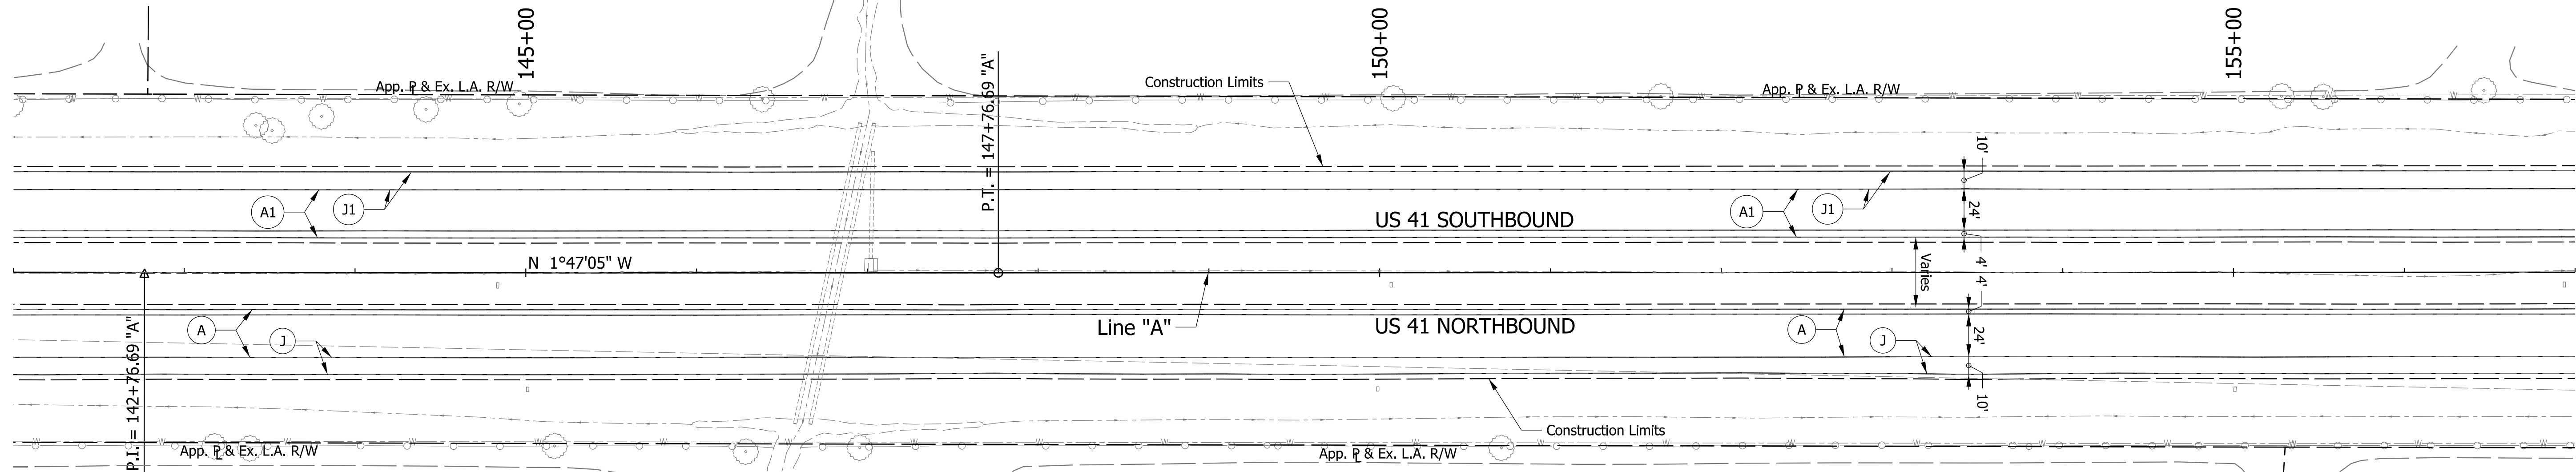 145+00
150+00
155+00
App. P̵L & Ex. L.A. R/W
Construction Limits
App. P̵L & Ex. L.A. R/W
P.T. = 147+76.69 "A"
10'
A1
J1
A1
J1
24'
US 41 SOUTHBOUND
N 1°47'05" W
Varies
4'
4'
P.I. = 142+76.69 "A"
A
J
Line "A"
US 41 NORTHBOUND
A
J
24'
10'
Construction Limits
App. P̵L & Ex. L.A. R/W
App. P̵L & Ex. L.A. R/W